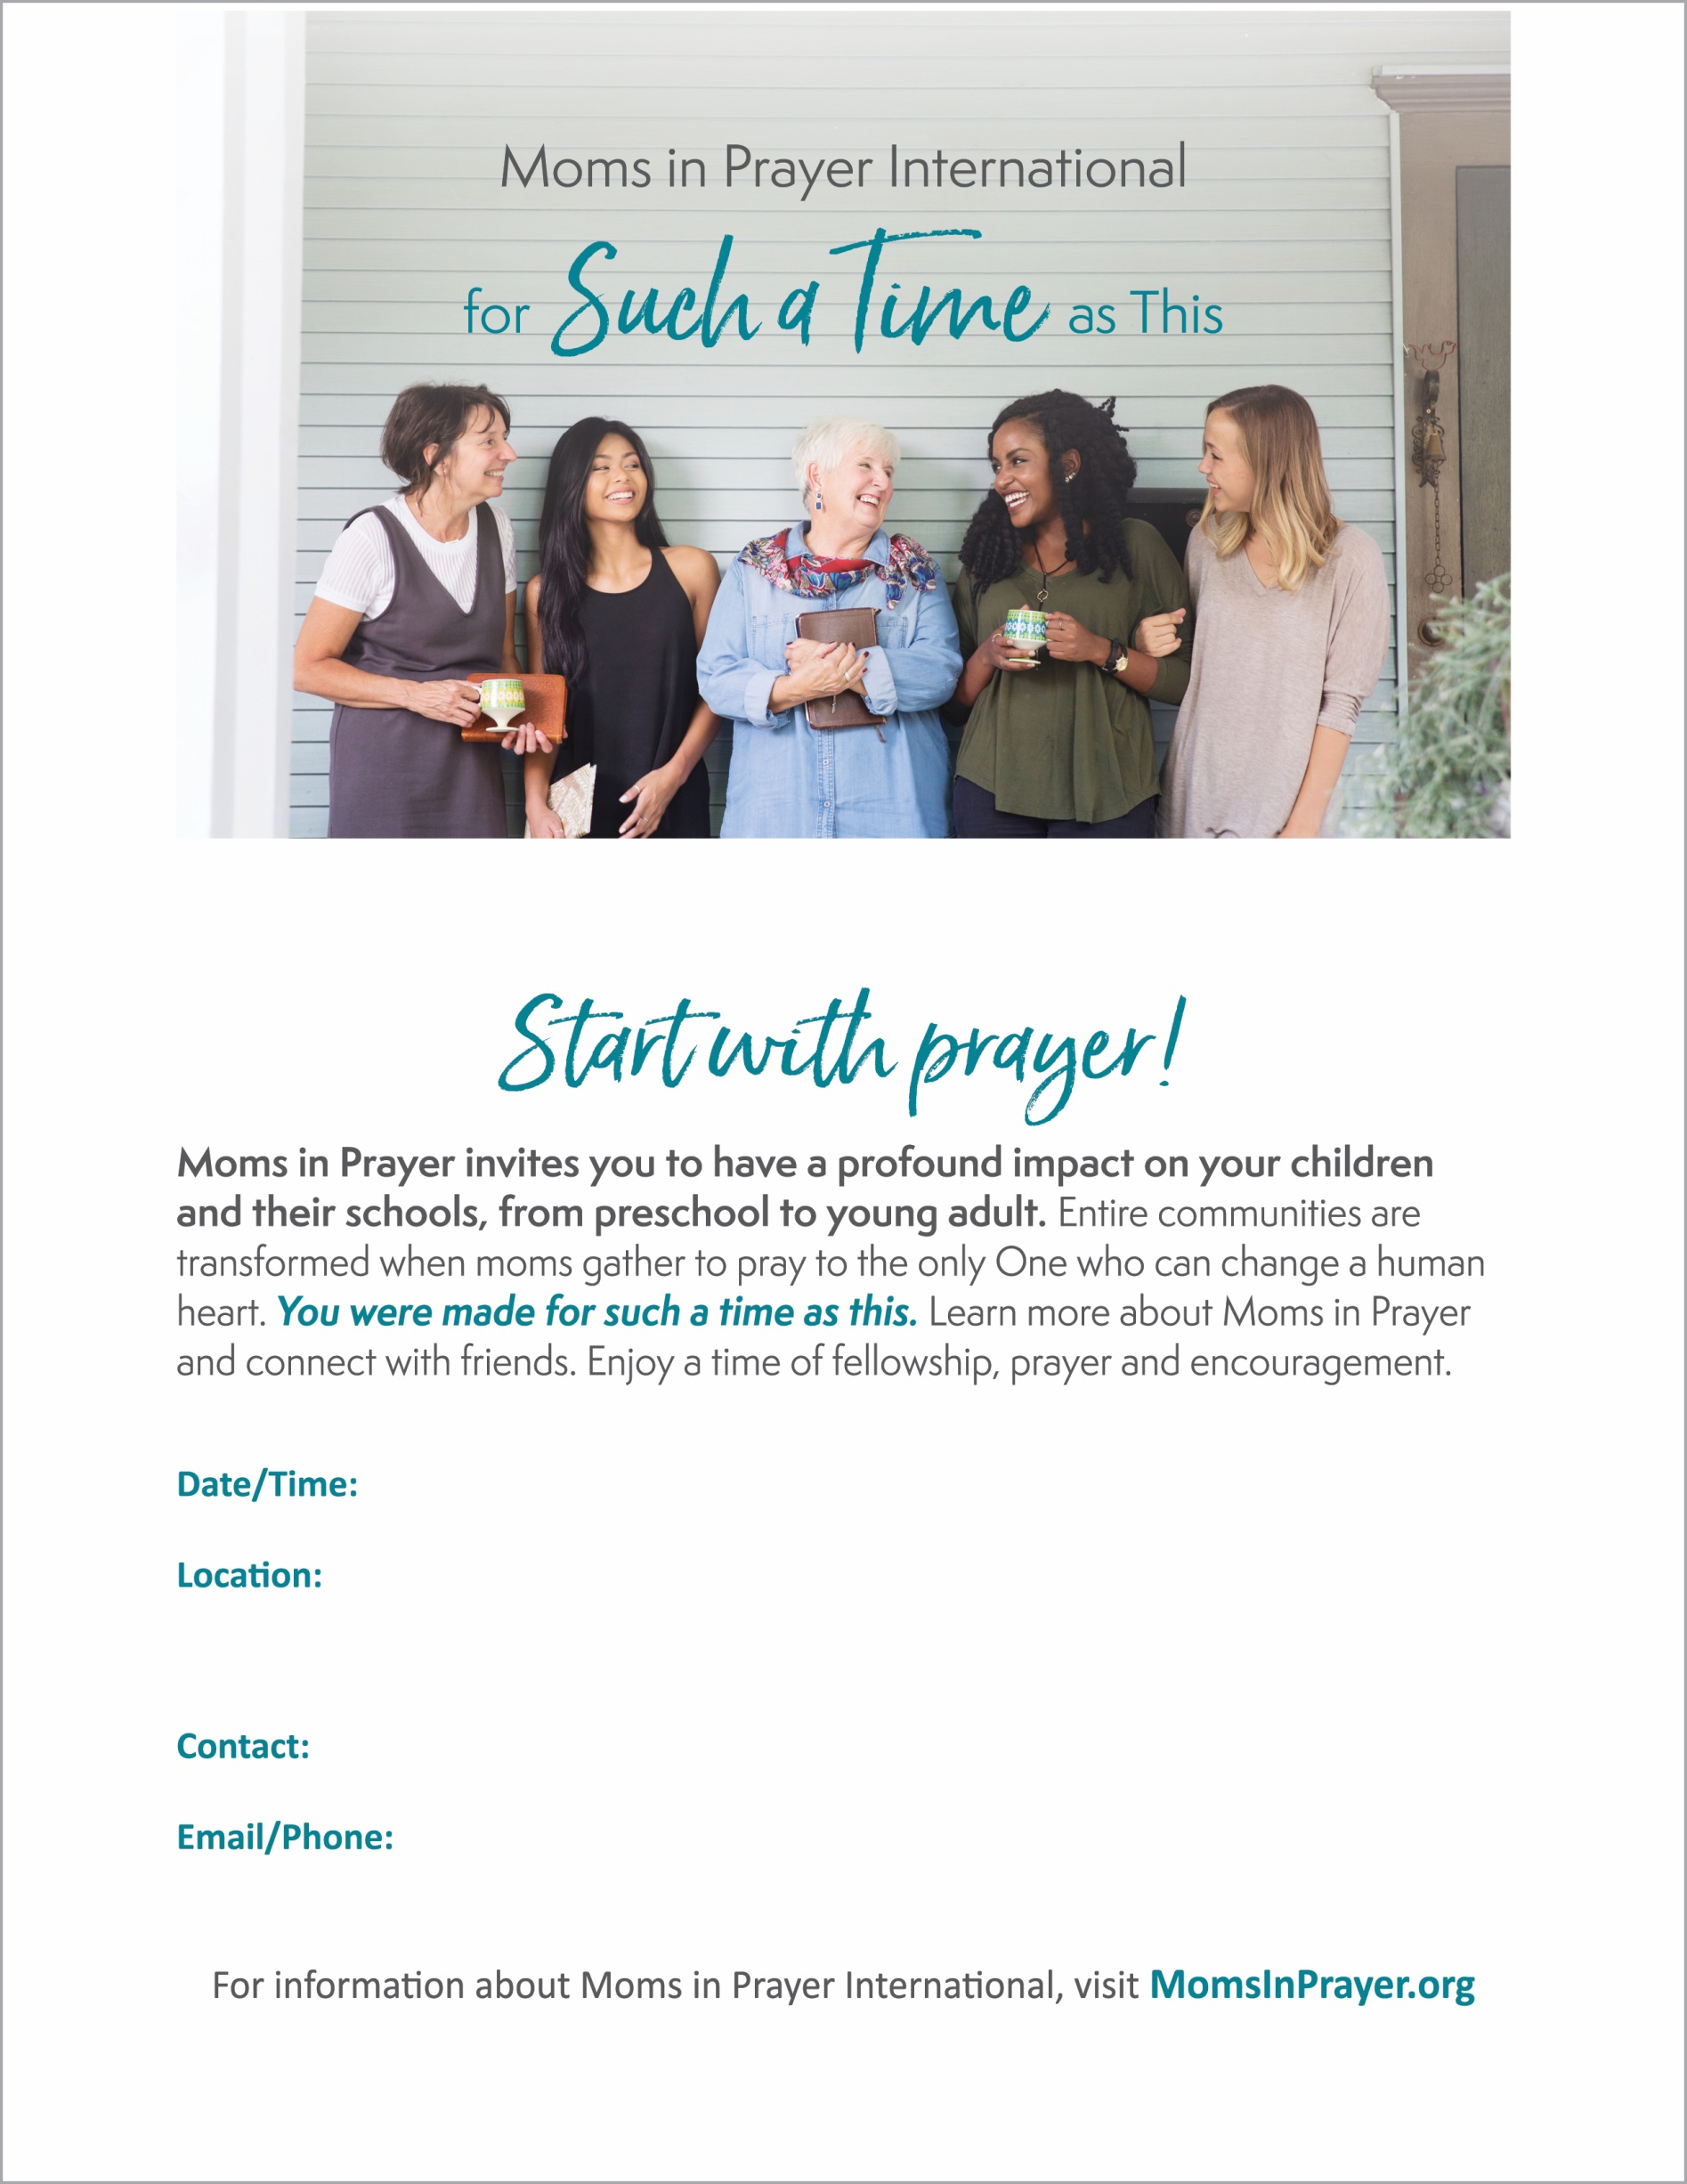 Moms in Prayer International
for Such a Time as This
Start with prayer!
Moms in Prayer invites you to have a profound impact on your children
and their schools, from preschool to young adult. Entire communities are
transformed when moms gather to pray to the only One who can change a human
heart. You were made for such a time as this. Learn more about Moms in Prayer
and connect with friends. Enjoy a time of fellowship, prayer and encouragement.
Date/Time:
Location:
Contact:
Email/Phone:
For information about Moms in Prayer International, visit MomsInPrayer.org